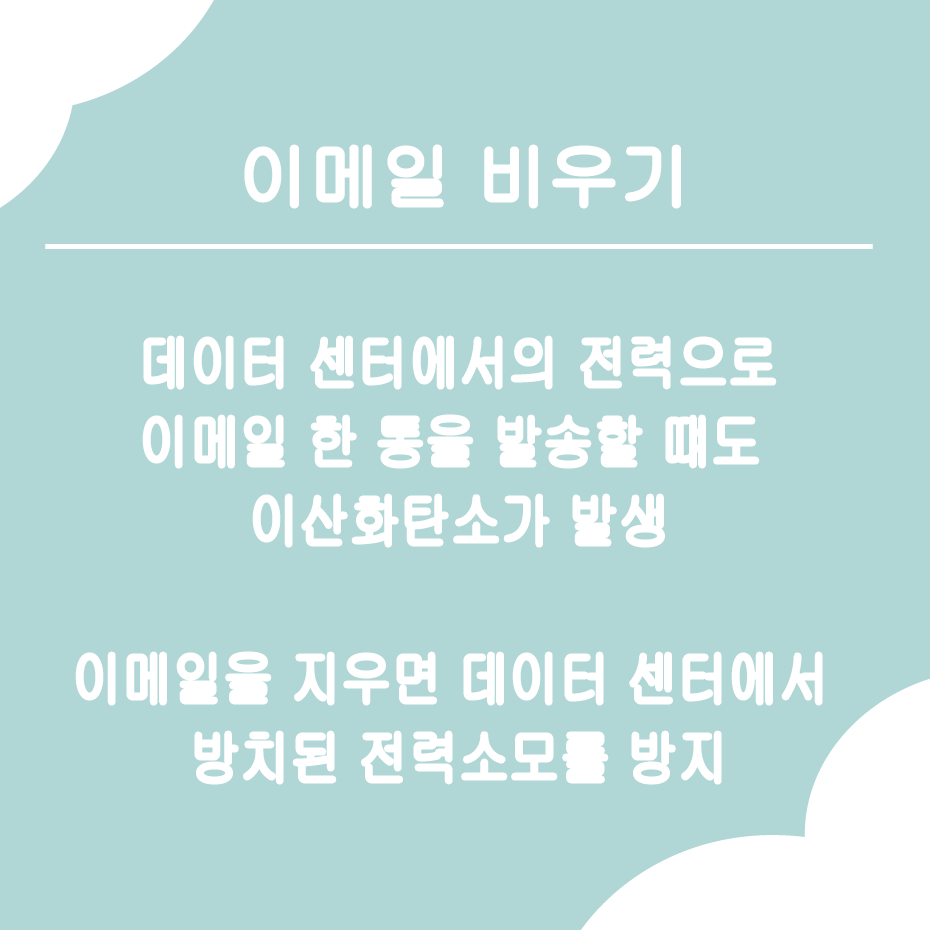 이메일 비우기
데이터 센터에서의 전력으로
이메일 한 통을 발송할 때도
이산화탄소가 발생
이메일을 지우면 데이터 센터에서
방치된 전력소모를 방지